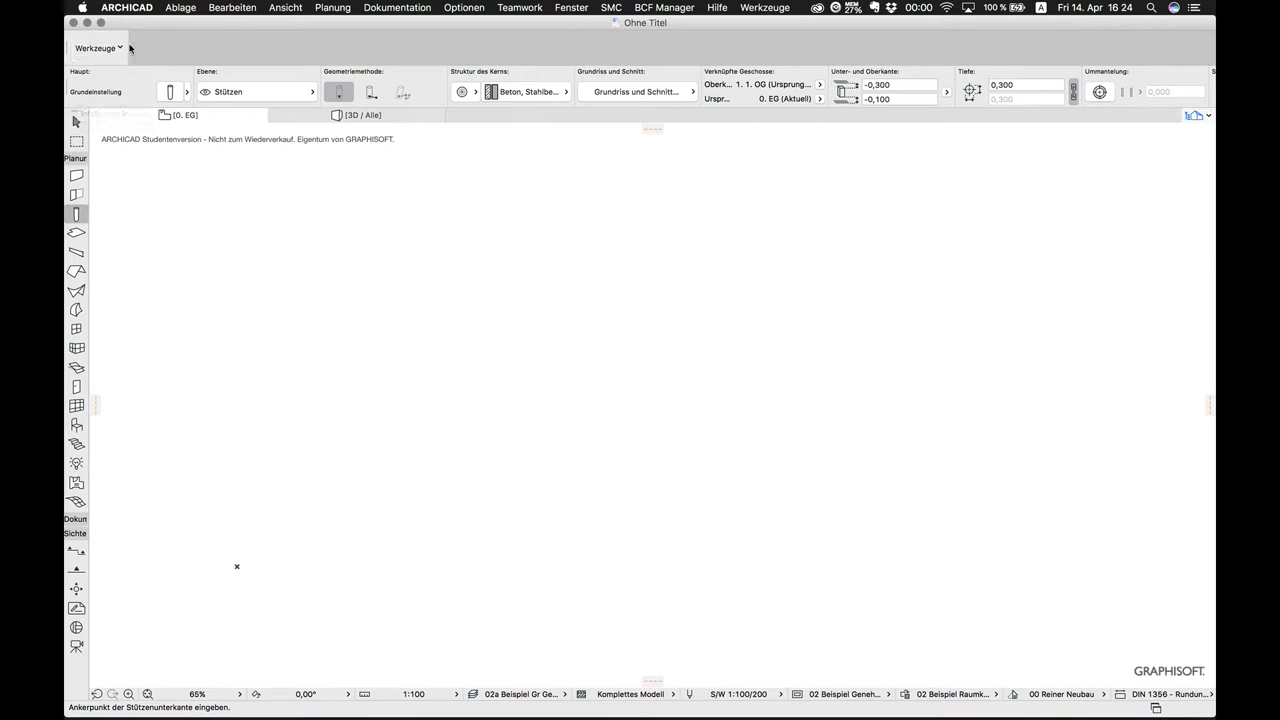 ARCHICAD Ablage Bearbeiten Ansicht Planung Dokumentation Optionen Teamwork Fenster SMC BCF Manager Hilfe Werkzeuge MEM 27% 00:00 100 % A Fri 14. Apr 16 24
Ohne Titel
Werkzeuge
Haupt: Ebene: Geometriemethode: Struktur des Kerns: Grundriss und Schnitt: Verknüpfte Geschosse: Unter- und Oberkante: Tiefe: Ummantelung: S
Oberk... 1. 1. OG (Ursprung... -0,300 0,300
Grundeinstellung Stützen Beton, Stahlbe... Grundriss und Schnitt... 0,000
Urspr... 0. EG (Aktuell) -0,100 0,300
[0. EG] [3D / Alle]
ARCHICAD Studentenversion - Nicht zum Wiederverkauf. Eigentum von GRAPHISOFT.
Planur
Dokun
Sichte
GRAPHISOFT.
65% 0,00° 1:100 02a Beispiel Gr Ge... Komplettes Modell S/W 1:100/200 02 Beispiel Geneh... 02 Beispiel Raumk... 00 Reiner Neubau DIN 1356 - Rundun...
Ankerpunkt der Stützenunterkante eingeben.